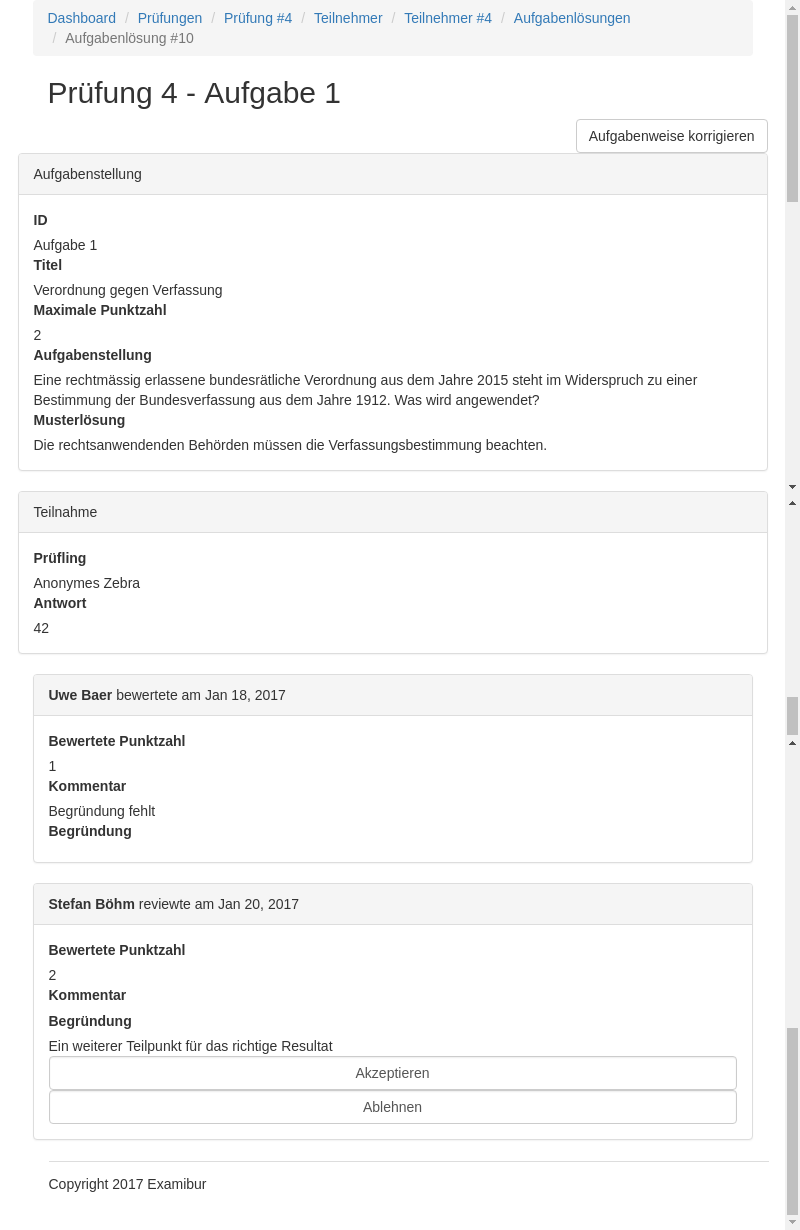 Dashboard / Prüfungen / Prüfung #4 / Teilnehmer / Teilnehmer #4 / Aufgabenlösungen
/ Aufgabenlösung #10
Prüfung 4 - Aufgabe 1
Aufgabenweise korrigieren
Aufgabenstellung
ID
Aufgabe 1
Titel
Verordnung gegen Verfassung
Maximale Punktzahl
2
Aufgabenstellung
Eine rechtmässig erlassene bundesrätliche Verordnung aus dem Jahre 2015 steht im Widerspruch zu einer
Bestimmung der Bundesverfassung aus dem Jahre 1912. Was wird angewendet?
Musterlösung
Die rechtsanwendenden Behörden müssen die Verfassungsbestimmung beachten.
Teilnahme
Prüfling
Anonymes Zebra
Antwort
42
Uwe Baer bewertete am Jan 18, 2017
Bewertete Punktzahl
1
Kommentar
Begründung fehlt
Begründung
Stefan Böhm reviewte am Jan 20, 2017
Bewertete Punktzahl
2
Kommentar
Begründung
Ein weiterer Teilpunkt für das richtige Resultat
Akzeptieren
Ablehnen
Copyright 2017 Examibur